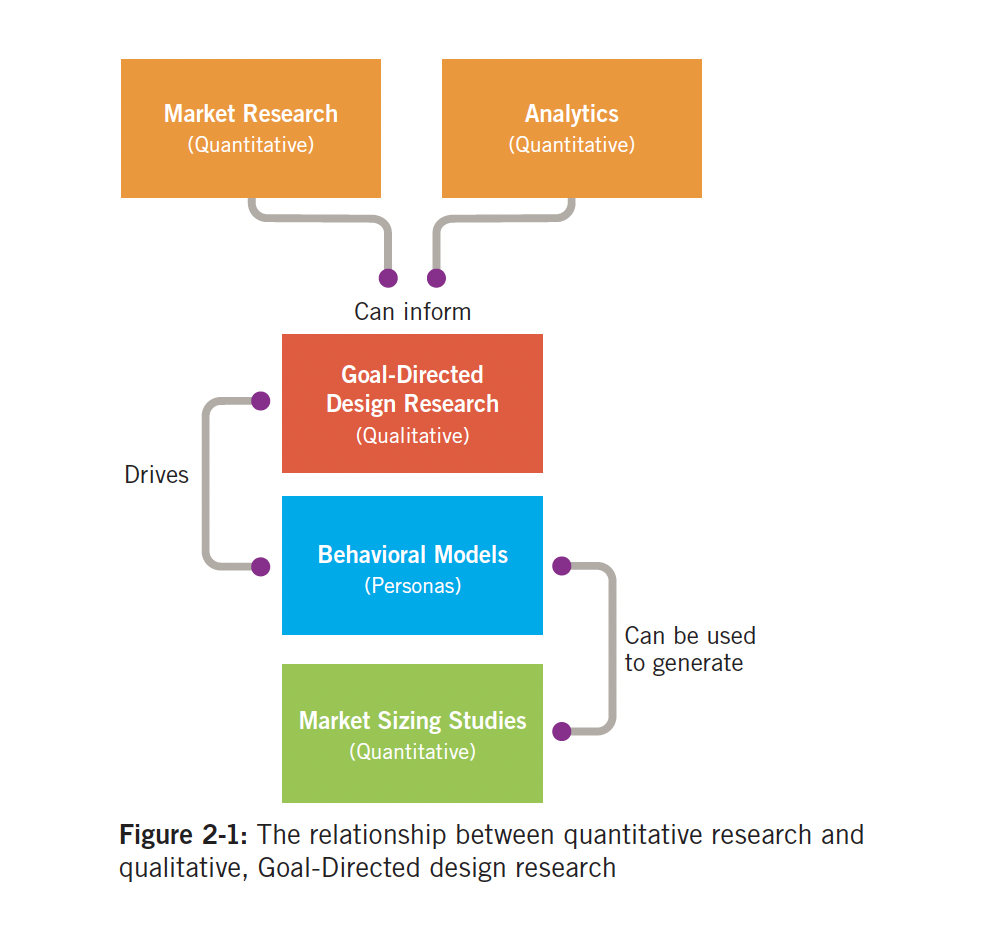 Market Research
(Quantitative)
Analytics
(Quantitative)
Can inform
Goal-Directed
Design Research
(Qualitative)
Drives
Behavioral Models
(Personas)
Can be used
to generate
Market Sizing Studies
(Quantitative)
Figure 2-1: The relationship between quantitative research and
qualitative, Goal-Directed design research